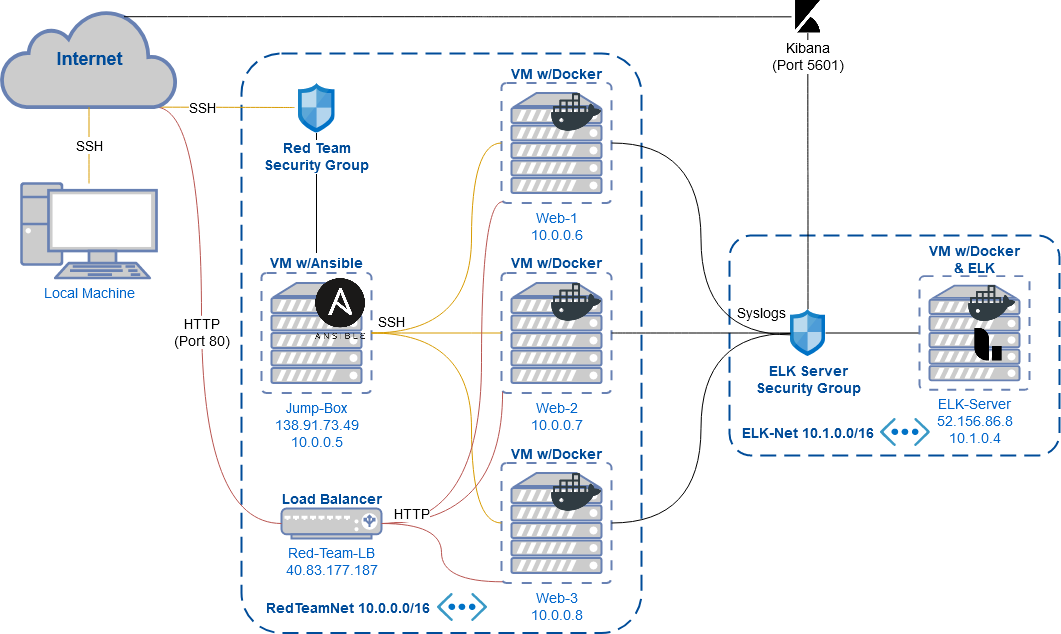 Internet
SSH
SSH
Local Machine
HTTP
(Port 80)
Kibana
(Port 5601)
Red Team
Security Group
VM w/Ansible
ANSIBLE
SSH
Jump-Box
138.91.73.49
10.0.0.5
Load Balancer
HTTP
Red-Team-LB
40.83.177.187
RedTeamNet 10.0.0.0/16
VM w/Docker
Web-1
10.0.0.6
VM w/Docker
Web-2
10.0.0.7
VM w/Docker
Web-3
10.0.0.8
Syslogs
ELK Server
Security Group
VM w/Docker
& ELK
ELK-Server
52.156.86.8
10.1.0.4
ELK-Net 10.1.0.0/16